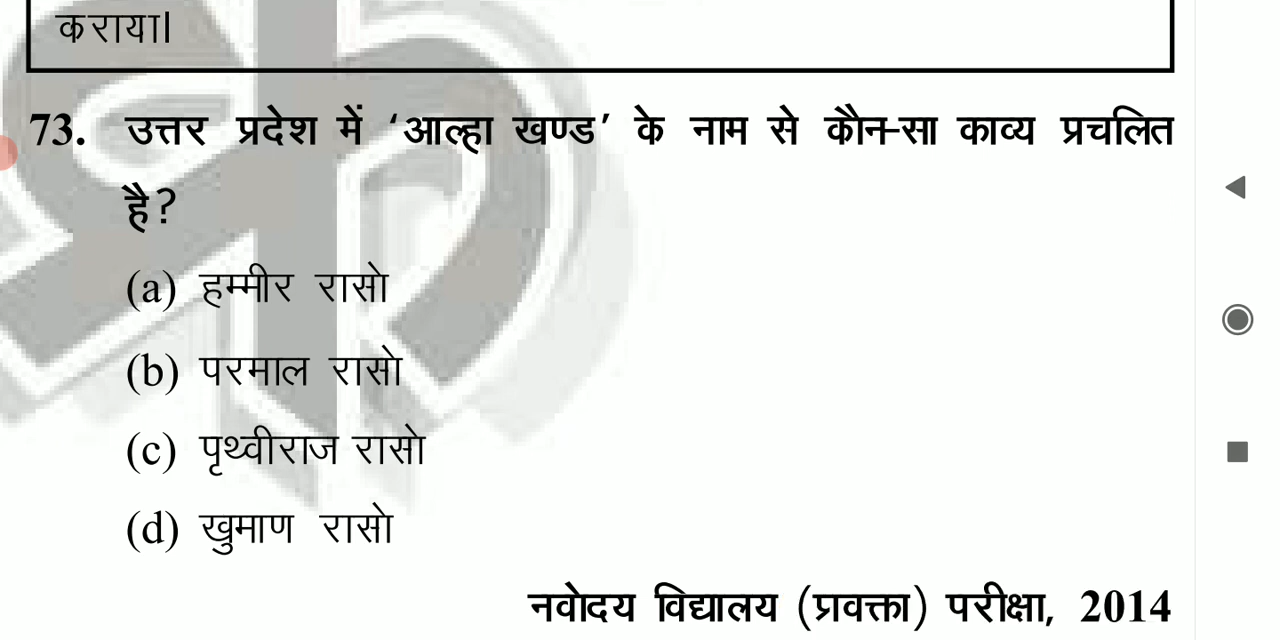 कराया।
73. उत्तर प्रदेश में ‘आल्हा खण्ड’ के नाम से कौन-सा काव्य प्रचलित
है?
(a) हम्मीर रासो
(b) परमाल रासो
(c) पृथ्वीराज रासो
(d) खुमाण रासो
नवोदय विद्यालय (प्रवक्ता) परीक्षा, 2014